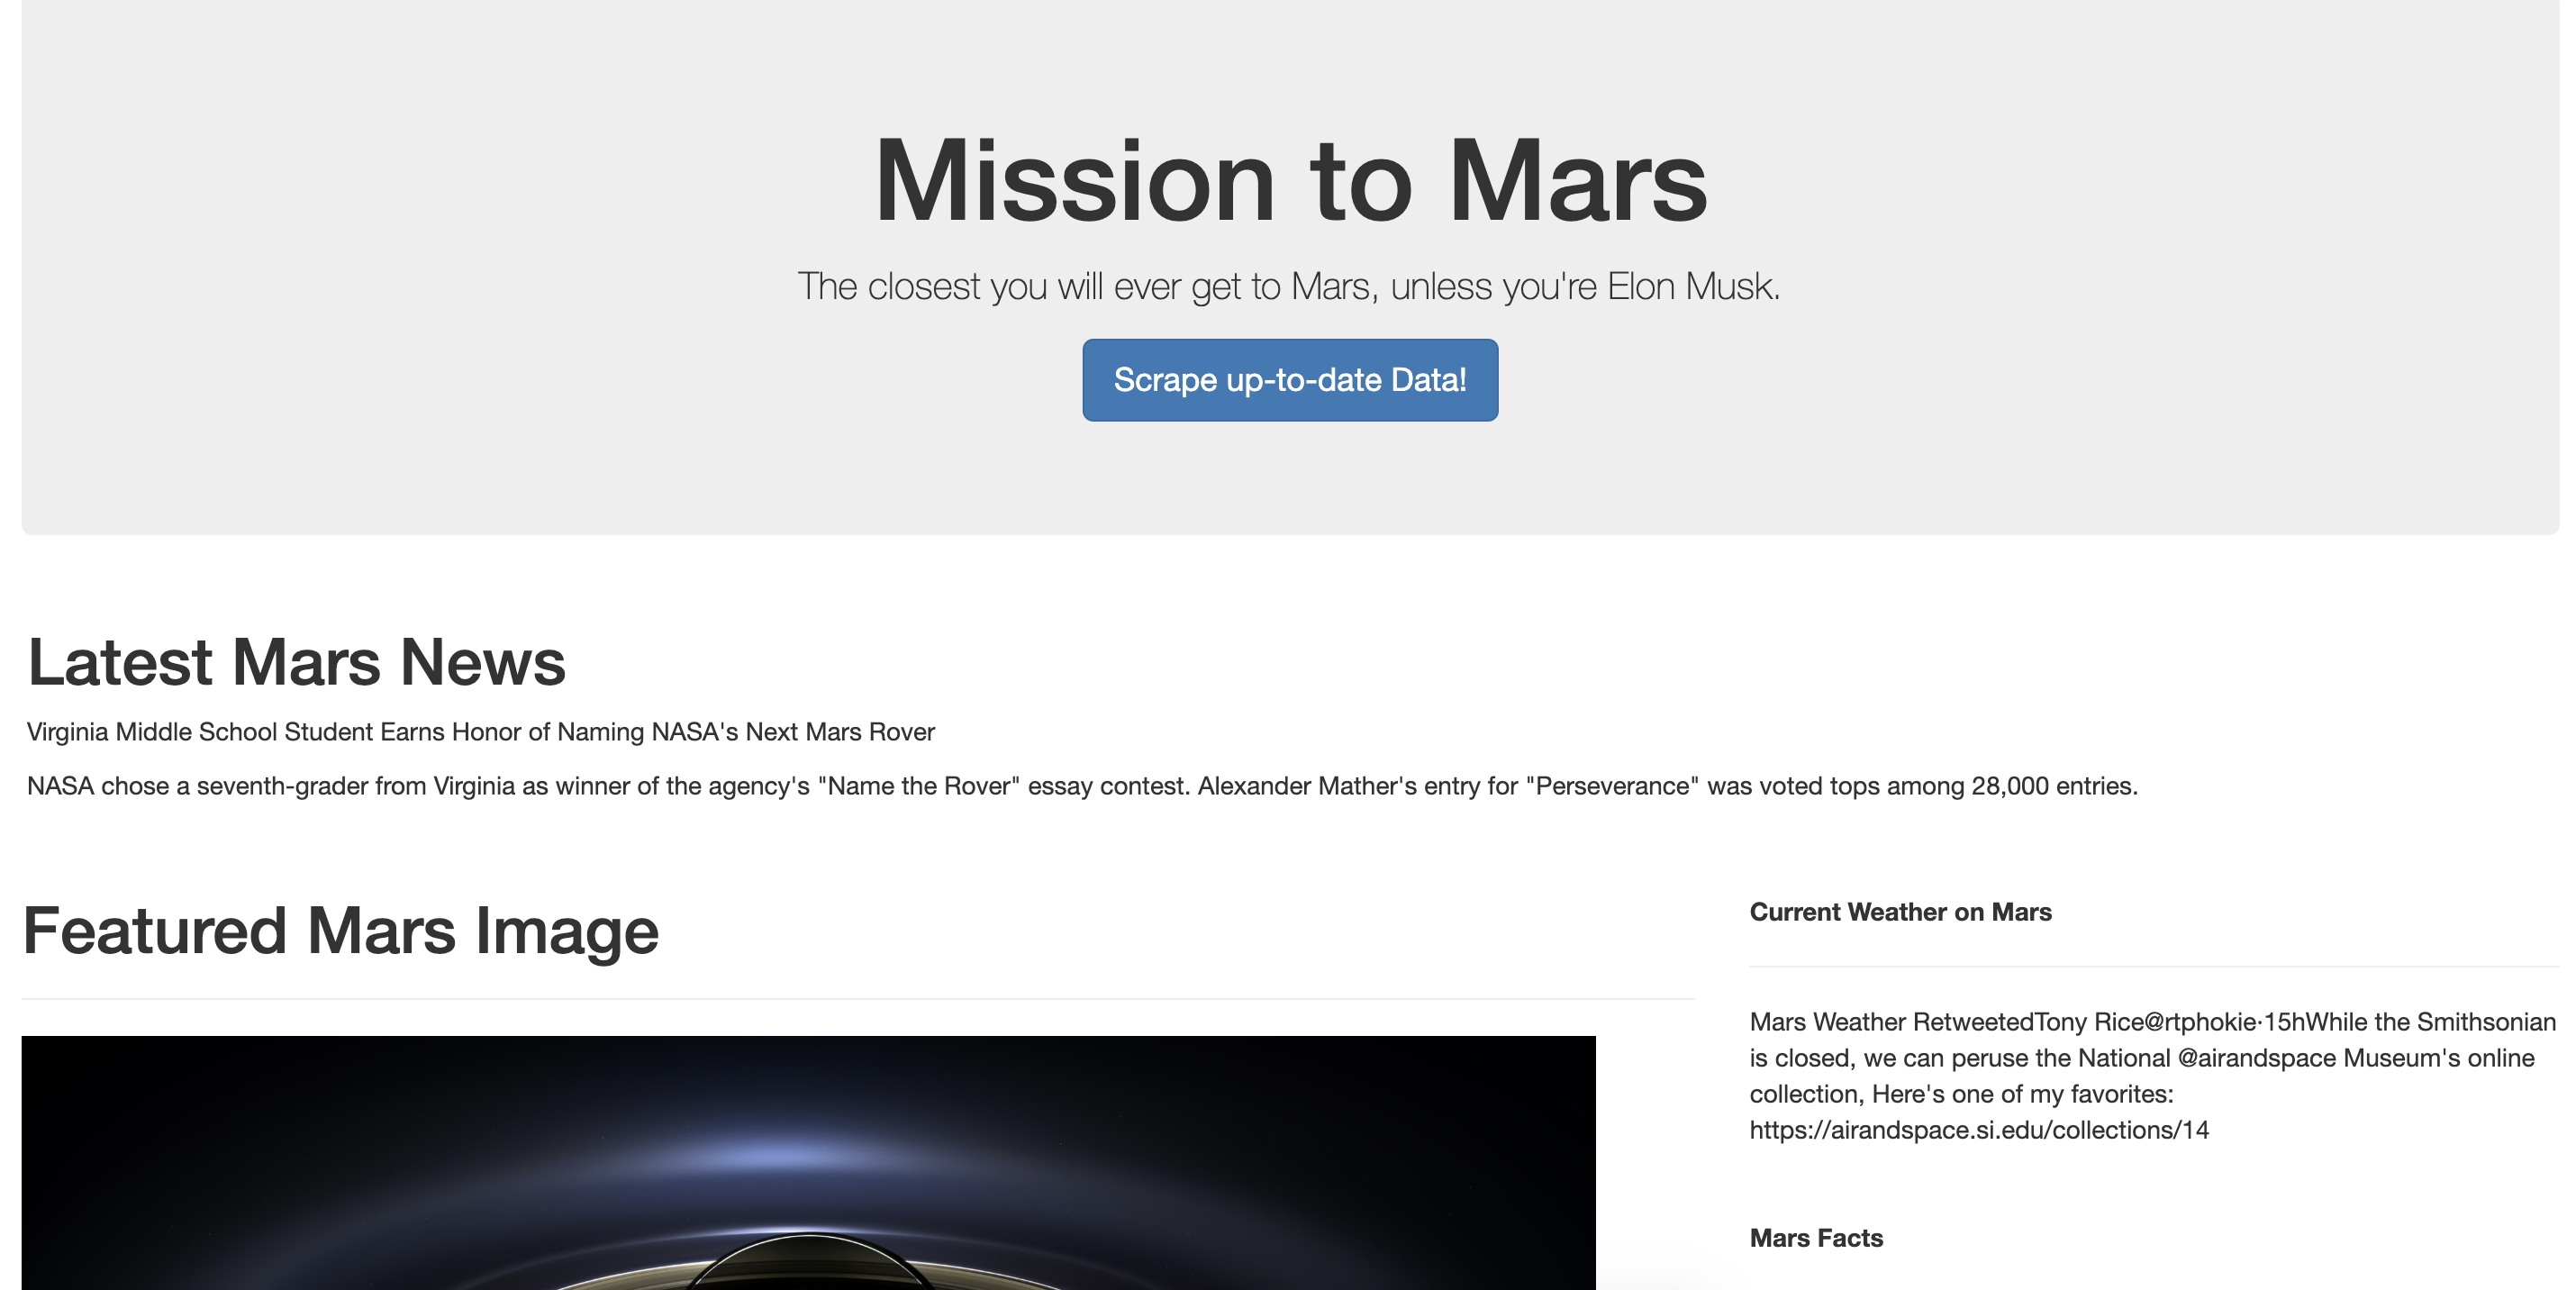 Mission to Mars
The closest you will ever get to Mars, unless you're Elon Musk.
Scrape up-to-date Data!
Latest Mars News
Virginia Middle School Student Earns Honor of Naming NASA's Next Mars Rover
NASA chose a seventh-grader from Virginia as winner of the agency's "Name the Rover" essay contest. Alexander Mather's entry for "Perseverance" was voted tops among 28,000 entries.
Featured Mars Image
Current Weather on Mars
Mars Weather RetweetedTony Rice@rtphokie·15hWhile the Smithsonian
is closed, we can peruse the National @airandspace Museum's online
collection, Here's one of my favorites:
https://airandspace.si.edu/collections/14
Mars Facts